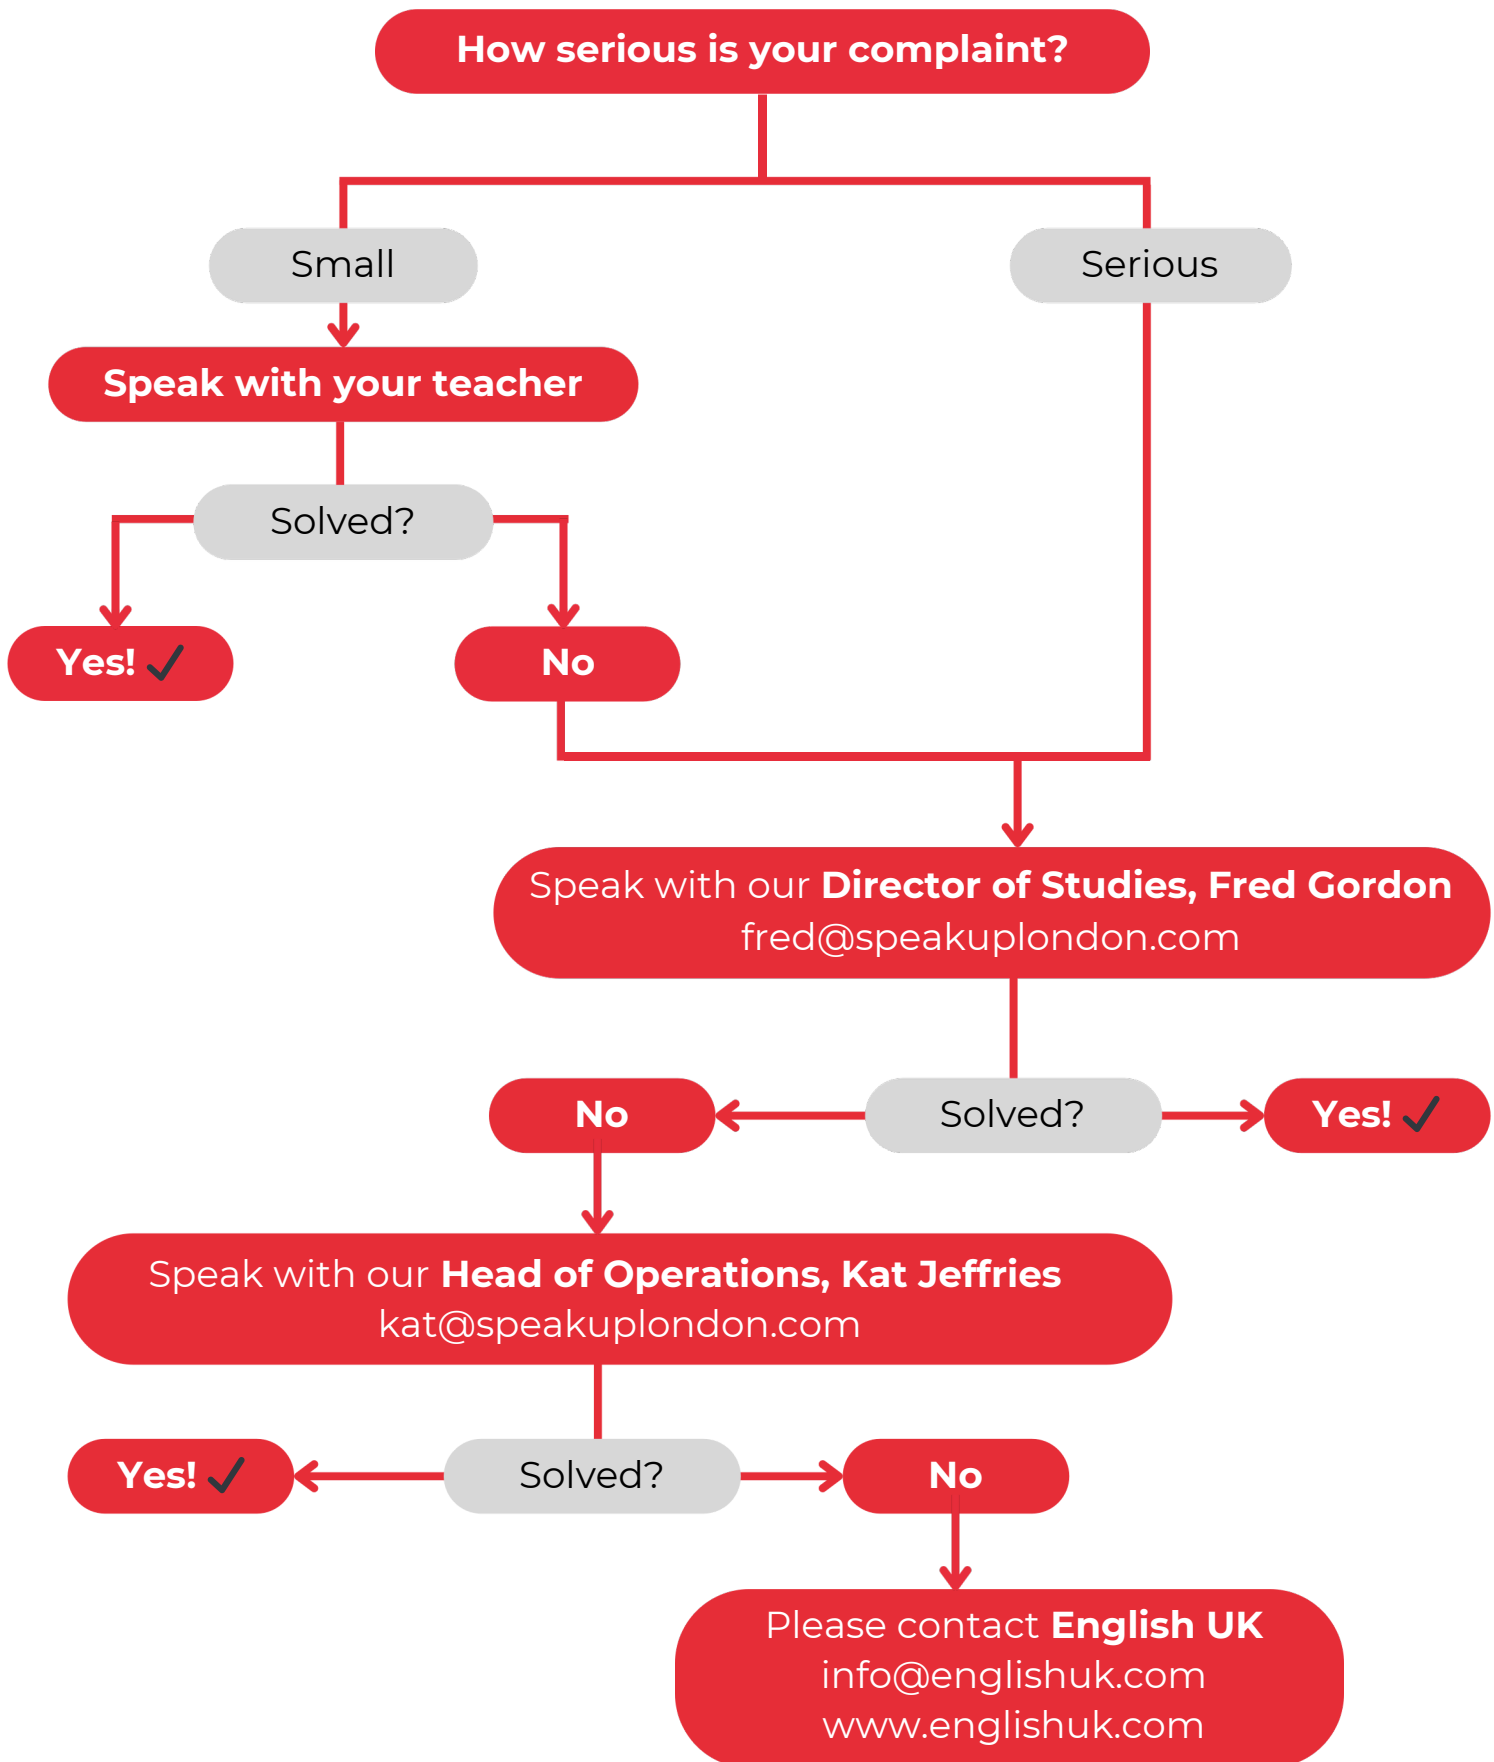 How serious is your complaint?
Small
Serious
Speak with your teacher
Solved?
Yes!
No
Speak with our Director of Studies, Fred Gordon
fred@speakuplondon.com
No
Solved?
Yes!
Speak with our Head of Operations, Kat Jeffries
kat@speakuplondon.com
Yes!
Solved?
No
Please contact English UK
info@englishuk.com
www.englishuk.com